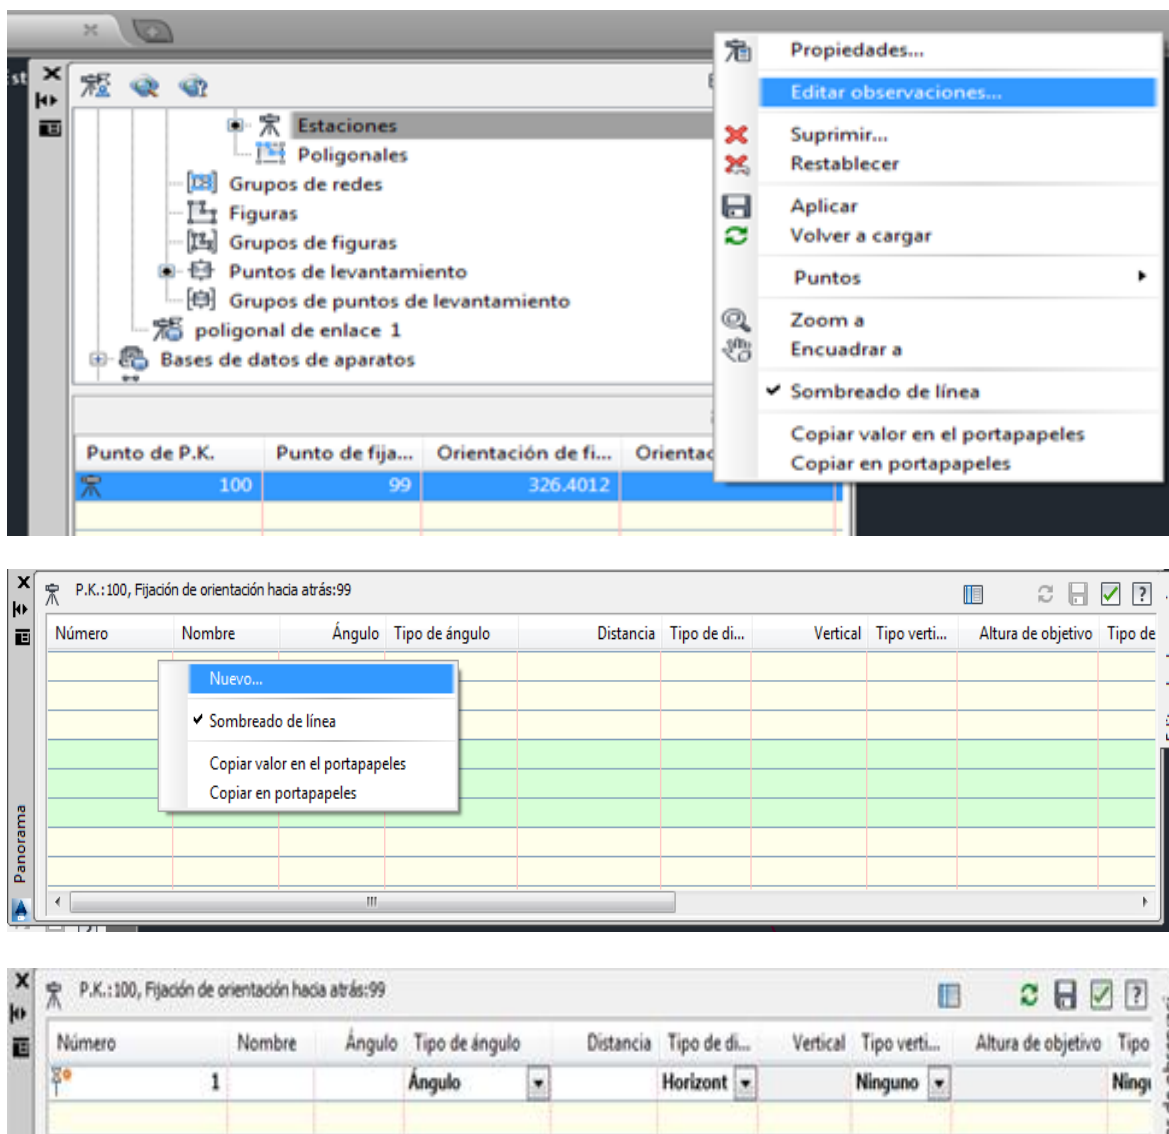 Est
Estaciones
Poligonales
Grupos de redes
Figuras
Grupos de figuras
Puntos de levantamiento
Grupos de puntos de levantamiento
poligonal de enlace 1
Bases de datos de aparatos
Propiedades...
Editar observaciones...
Suprimir...
Restablecer
Aplicar
Volver a cargar
Puntos
Zoom a
Encuadrar a
Sombreado de línea
Copiar valor en el portapapeles
Copiar en portapapeles
Punto de P.K. Punto de fija... Orientación de fi... Orientac
100 99 326.4012
P.K.:100, Fijación de orientación hacia atrás:99
Número Nombre Ángulo Tipo de ángulo Distancia Tipo de di... Vertical Tipo verti... Altura de objetivo Tipo de
Nuevo...
Sombreado de línea
Copiar valor en el portapapeles
Copiar en portapapeles
Panorama
P.K.:100, Fijación de orientación hacia atrás:99
Número Nombre Ángulo Tipo de ángulo Distancia Tipo de di... Vertical Tipo verti... Altura de objetivo Tipo
1 Ángulo Horizont Ninguno Ningu